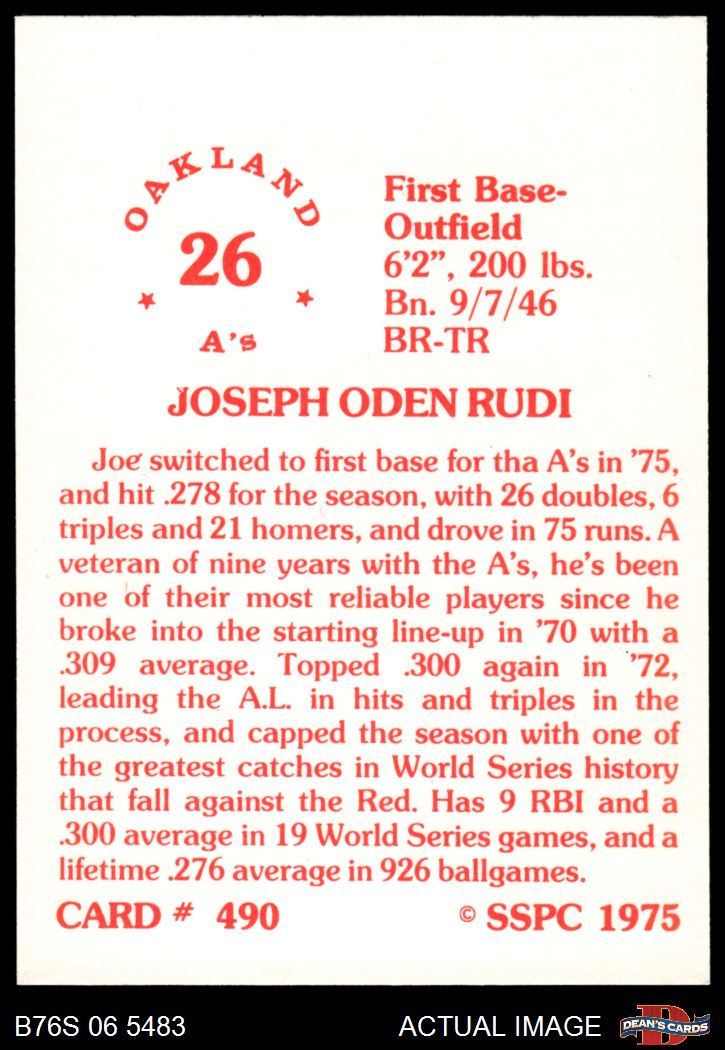 OAKLAND
26
A's
First Base-
Outfield
6'2", 200 lbs.
Bn. 9/7/46
BR-TR
JOSEPH ODEN RUDI
Joe switched to first base for tha A's in '75,
and hit .278 for the season, with 26 doubles, 6
triples and 21 homers, and drove in 75 runs. A
veteran of nine years with the A's, he's been
one of their most reliable players since he
broke into the starting line-up in '70 with a
.309 average. Topped .300 again in '72,
leading the A.L. in hits and triples in the
process, and capped the season with one of
the greatest catches in World Series history
that fall against the Red. Has 9 RBI and a
.300 average in 19 World Series games, and a
lifetime .276 average in 926 ballgames.
CARD # 490 © SSPC 1975
B76S 06 5483 ACTUAL IMAGE D DEAN'S CARDS